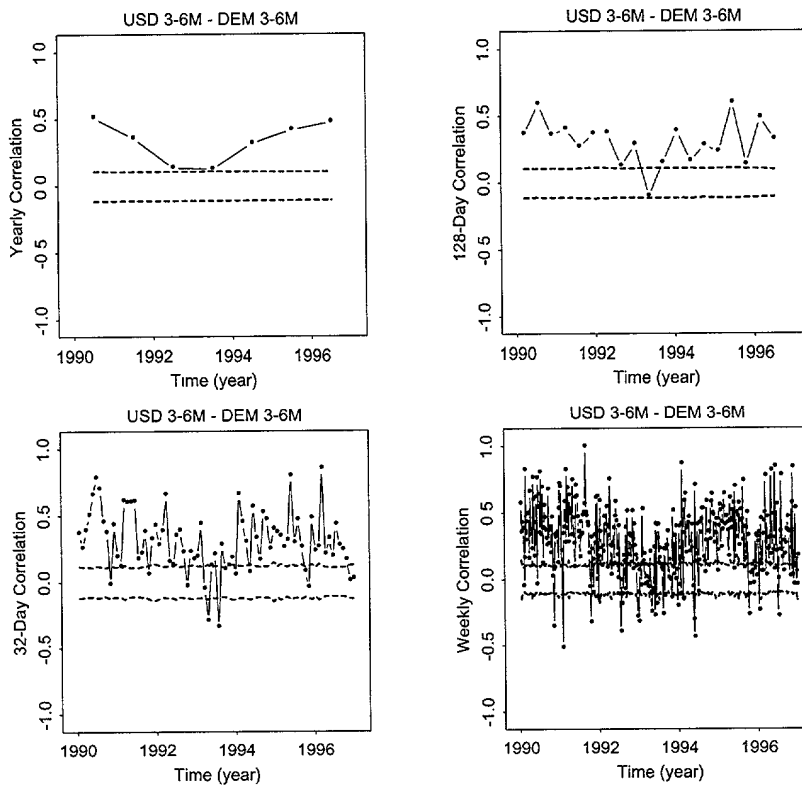 USD 3-6M - DEM 3-6M
Yearly Correlation
1.0
0.5
0.0
-0.5
-1.0
1990 1992 1994 1996
Time (year)
USD 3-6M - DEM 3-6M
128-Day Correlation
1.0
0.5
0.0
-0.5
-1.0
1990 1992 1994 1996
Time (year)
USD 3-6M - DEM 3-6M
32-Day Correlation
1.0
0.5
0.0
-0.5
-1.0
1990 1992 1994 1996
Time (year)
USD 3-6M - DEM 3-6M
Weekly Correlation
1.0
0.5
0.0
-0.5
-1.0
1990 1992 1994 1996
Time (year)